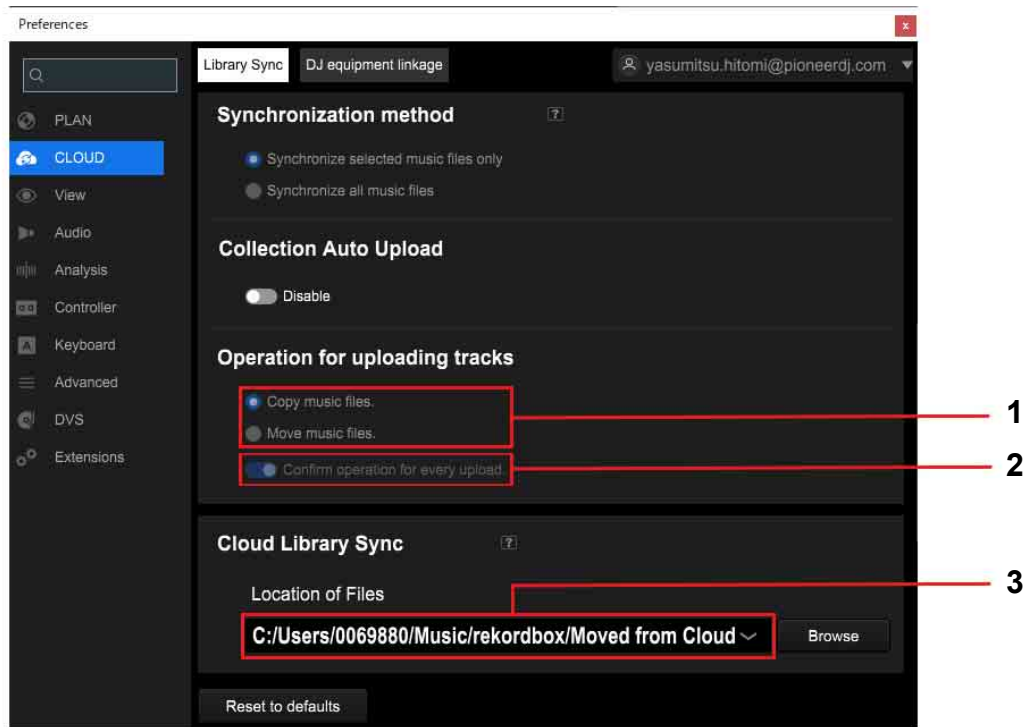 Preferences
x
Library Sync
DJ equipment linkage
yasumitsu.hitomi@pioneerdj.com
PLAN
CLOUD
View
Audio
Analysis
Controller
Keyboard
Advanced
DVS
Extensions
Synchronization method
?
Synchronize selected music files only
Synchronize all music files
Collection Auto Upload
Disable
Operation for uploading tracks
Copy music files.
Move music files.
1
Confirm operation for every upload.
2
Cloud Library Sync
?
Location of Files
3
C:/Users/0069880/Music/rekordbox/Moved from Cloud
Browse
Reset to defaults